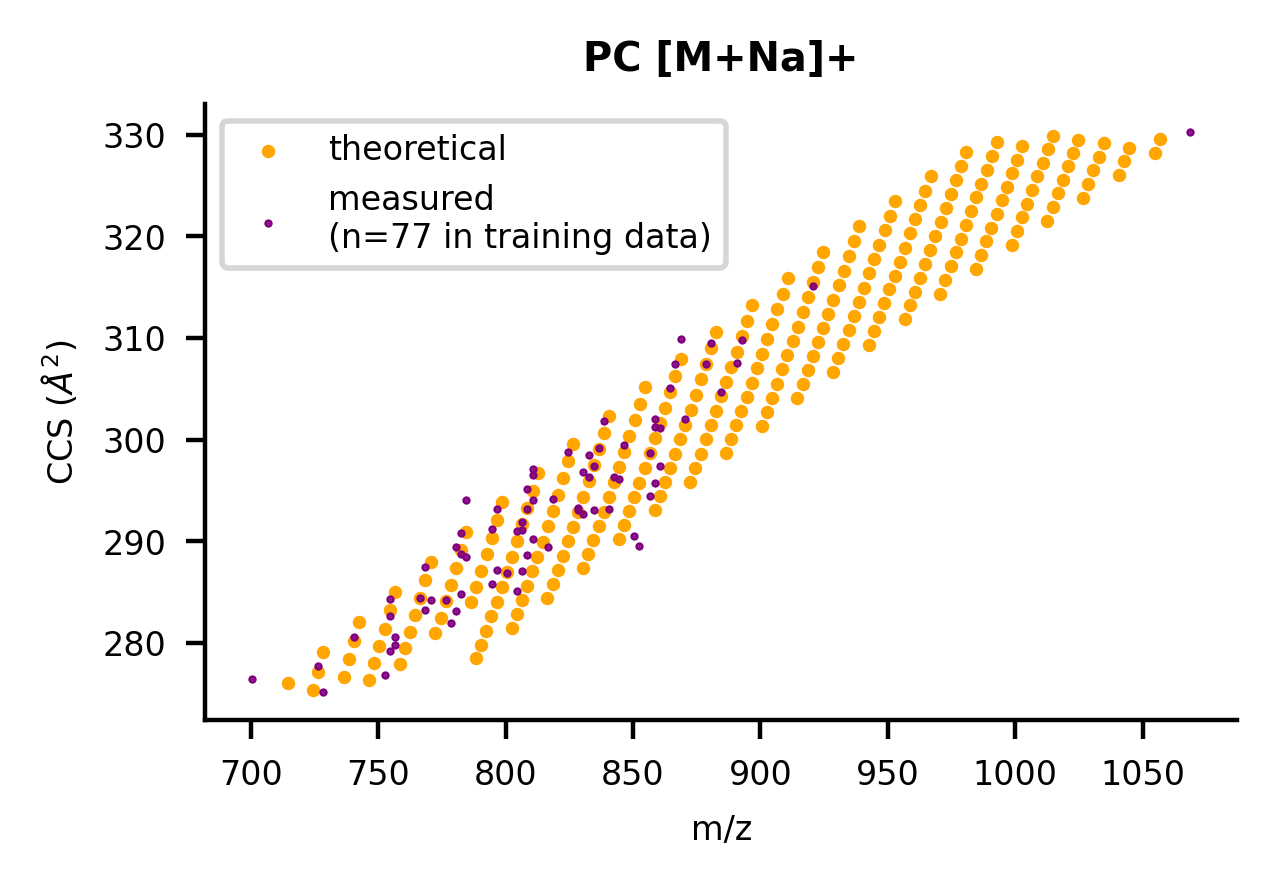 PC [M+Na]+
theoretical
measured
(n=77 in training data)
330
320
310
300
290
280
CCS (Å²)
700 750 800 850 900 950 1000 1050
m/z